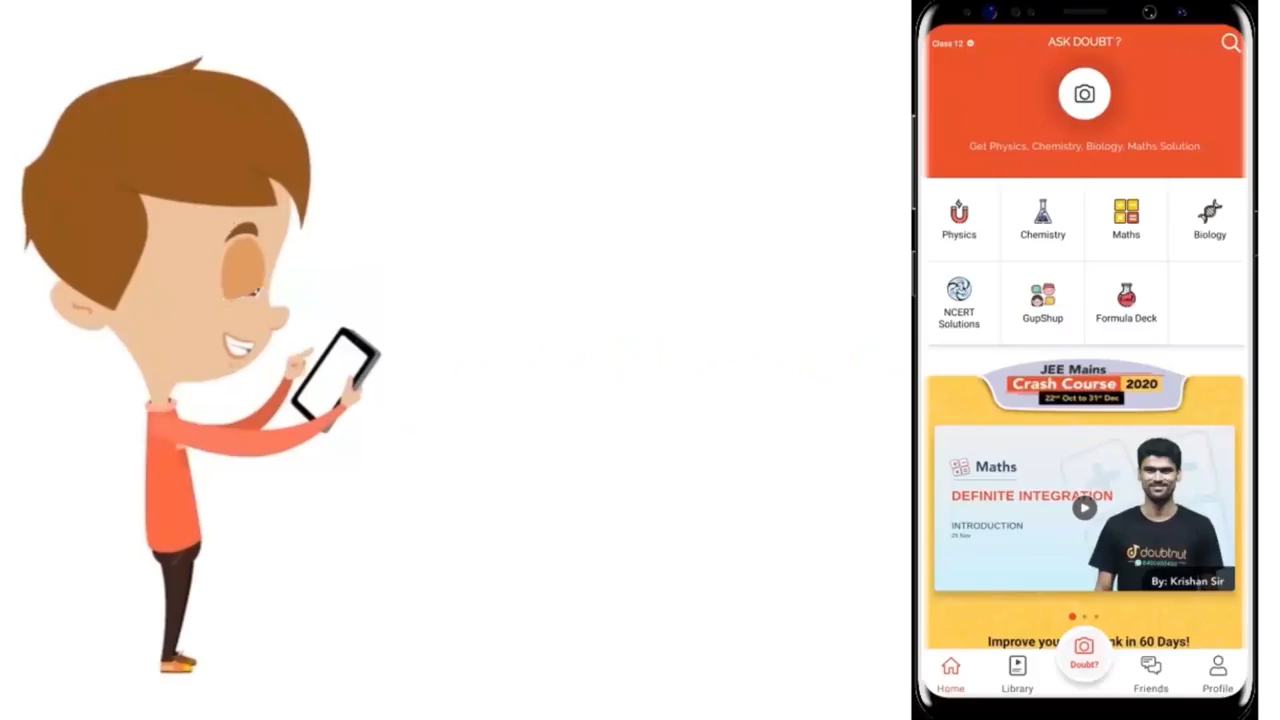 Class 12
ASK DOUBT ?
Get Physics, Chemistry, Biology, Maths Solution
Physics
Chemistry
Maths
Biology
NCERT
Solutions
GupShup
Formula Deck
JEE Mains
Crash Course 2020
22nd Oct to 31st Dec
Maths
DEFINITE INTEGRATION
INTRODUCTION
doubtnut
By: Krishan Sir
Improve you nk in 60 Days!
Doubt?
Home
Library
Friends
Profile